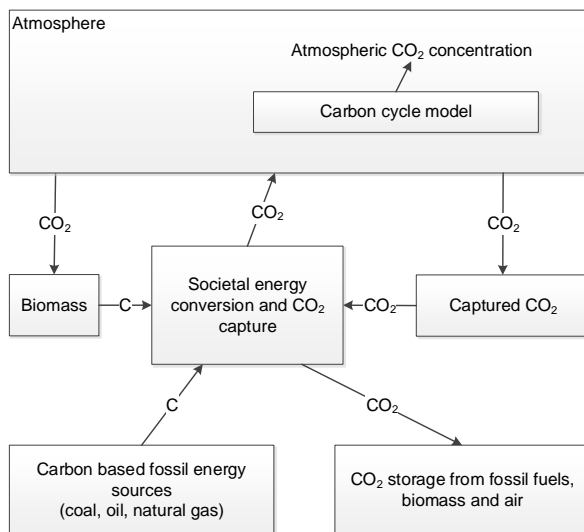 Atmosphere
Atmospheric CO₂ concentration
Carbon cycle model
CO₂
CO₂
CO₂
Biomass
C
Societal energy
conversion and CO₂
capture
CO₂
Captured CO₂
C
CO₂
Carbon based fossil energy
sources
(coal, oil, natural gas)
CO₂ storage from fossil fuels,
biomass and air